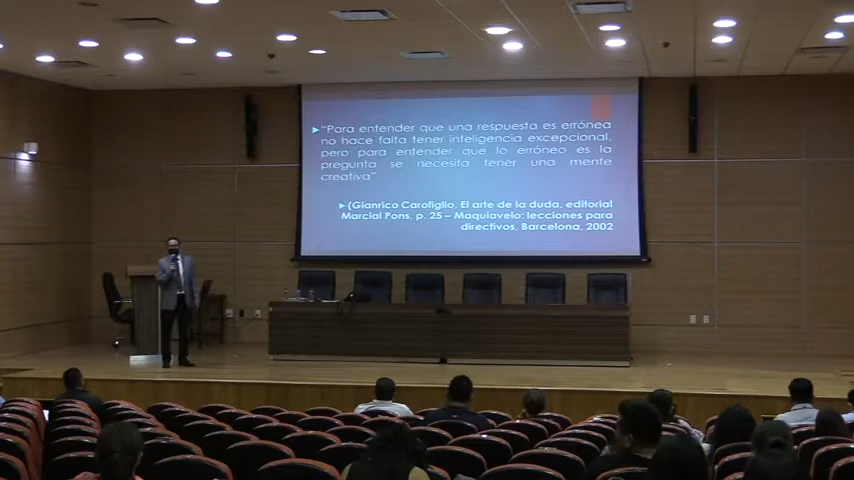 "Para entender que una respuesta es errónea
no hace falta tener inteligencia excepcional,
pero para entender que lo erróneo es la
pregunta se necesita tener una mente
creativa"
(Gianrico Carofiglio, El arte de la duda, editorial
Marcial Pons, p. 25 – Maquiavelo: lecciones para
directivos, Barcelona, 2002